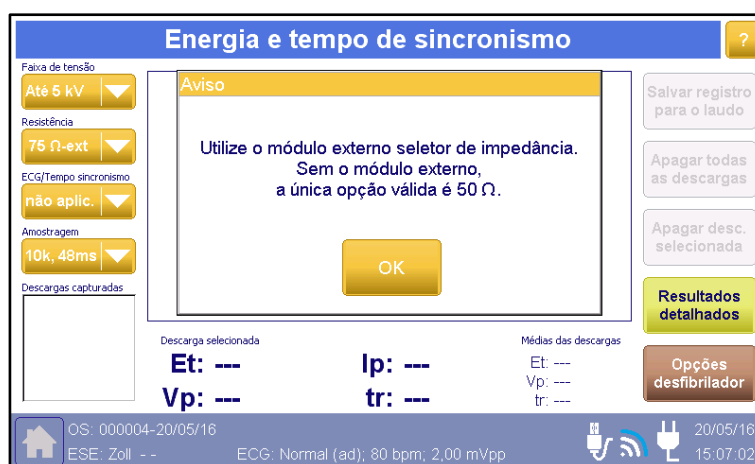 Energia e tempo de sincronismo
?
Faixa de tensão
Até 5 kV
Resistência
75 Ω-ext
ECG/Tempo sincronismo
não aplic.
Amostragem
10k, 48ms
Descargas capturadas
Aviso
Utilize o módulo externo seletor de impedância.
Sem o módulo externo,
a única opção válida é 50 Ω.
OK
Salvar registro
para o laudo
Apagar todas
as descargas
Apagar desc.
selecionada
Resultados
detalhados
Opções
desfibrilador
Descarga selecionada
Et: ---
Ip: ---
Vp: ---
tr: ---
Médias das descargas
Et: ---
Vp: ---
tr: ---
OS: 000004-20/05/16
ESE: Zoll - -
ECG: Normal (ad); 80 bpm; 2,00 mVpp
20/05/16
15:07:02